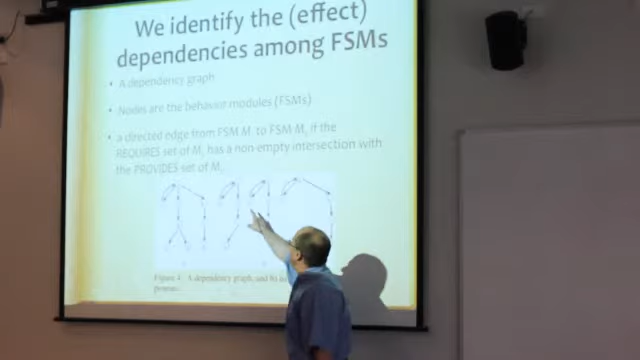 We identify the (effect)
dependencies among FSMs
• A dependency graph
• Nodes are the behavior modules (FSMs)
• a directed edge from FSM M to FSM M, if the
REQUIRES set of M, has a non-empty intersection with
the PROVIDES set of M,
Figure 4 A dependency graph, and